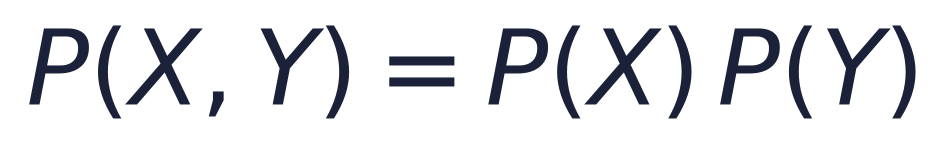 P(X, Y) = P(X) P(Y)